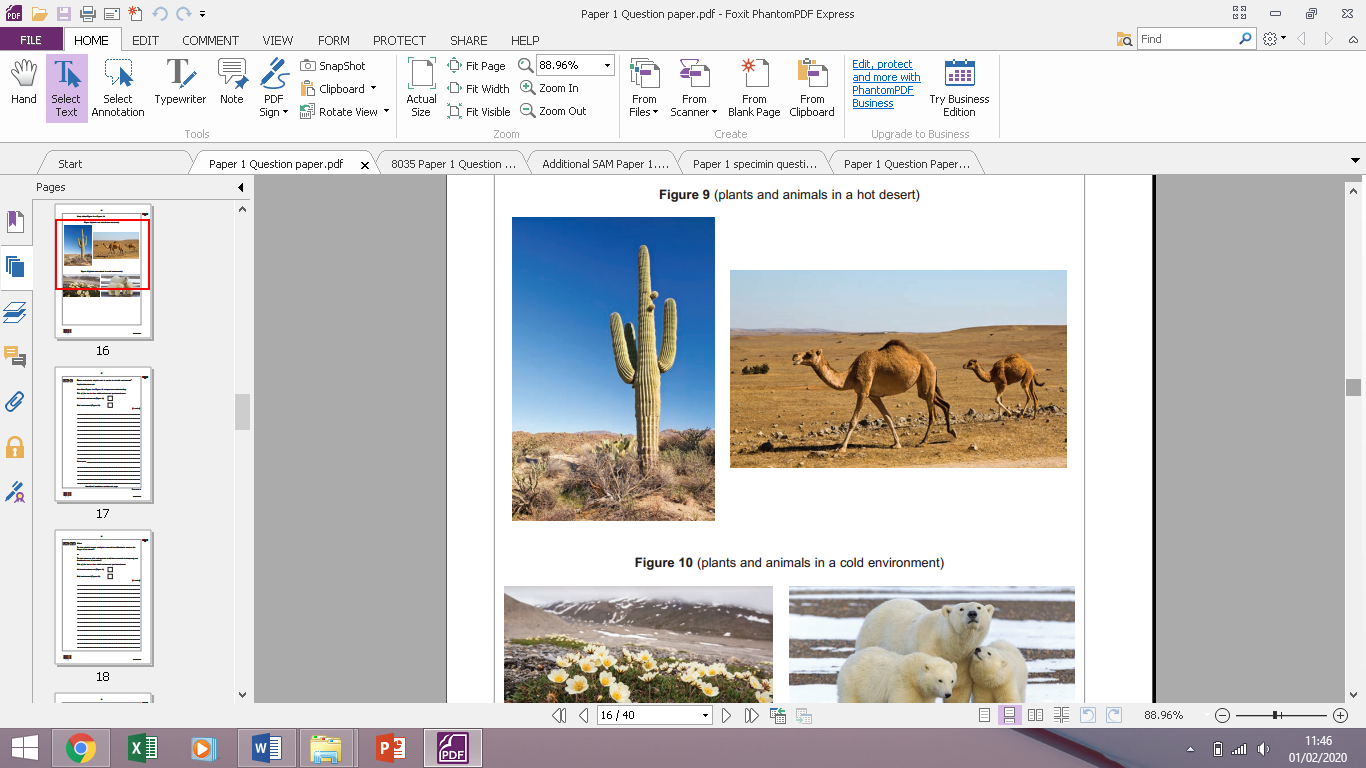 Paper 1 Question paper.pdf - Foxit PhantomPDF Express
FILE HOME EDIT COMMENT VIEW FORM PROTECT SHARE HELP
Find
Hand
Select Text
Select Annotation
Typewriter
Note
PDF Sign
SnapShot
Clipboard
Rotate View
Tools
Actual Size
Fit Page
Fit Width
Fit Visible
88.96%
Zoom In
Zoom Out
Zoom
From Files
From Scanner
From Blank Page
From Clipboard
Create
Edit, protect
and more with
PhantomPDF
Business
Try Business Edition
Upgrade to Business
Start
Paper 1 Question paper.pdf
8035 Paper 1 Question ...
Additional SAM Paper 1....
Paper 1 specimin questi...
Paper 1 Question Paper...
Pages
16
17
18
Figure 9 (plants and animals in a hot desert)
Figure 10 (plants and animals in a cold environment)
16 / 40
88.96%
PDF
11:46
01/02/2020